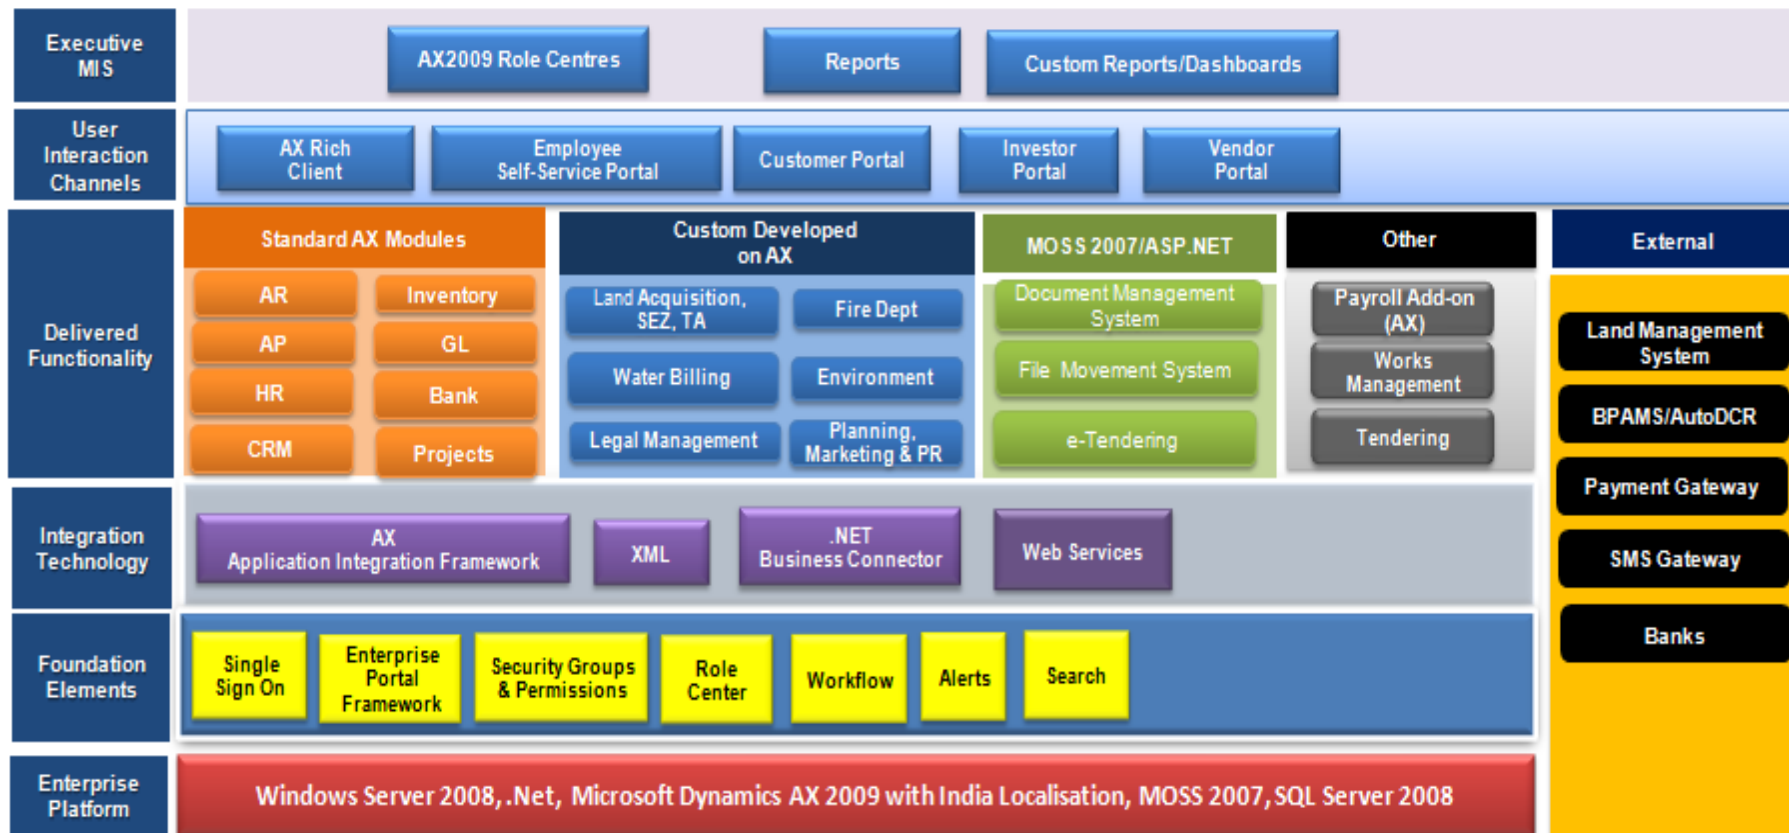 Executive
MIS
AX2009 Role Centres
Reports
Custom Reports/Dashboards
User
Interaction
Channels
AX Rich
Client
Employee
Self-Service Portal
Customer Portal
Investor
Portal
Vendor
Portal
Delivered
Functionality
Standard AX Modules
AR
Inventory
AP
GL
HR
Bank
CRM
Projects
Custom Developed
on AX
Land Acquisition,
SEZ, TA
Fire Dept
Water Billing
Environment
Legal Management
Planning,
Marketing & PR
MOSS 2007/ASP.NET
Document Management
System
File Movement System
e-Tendering
Other
Payroll Add-on
(AX)
Works
Management
Tendering
External
Land Management
System
BPAMS/AutoDCR
Payment Gateway
SMS Gateway
Banks
Integration
Technology
AX
Application Integration Framework
XML
.NET
Business Connector
Web Services
Foundation
Elements
Single
Sign On
Enterprise
Portal
Framework
Security Groups
& Permissions
Role
Center
Workflow
Alerts
Search
Enterprise
Platform
Windows Server 2008, .Net, Microsoft Dynamics AX 2009 with India Localisation, MOSS 2007, SQL Server 2008